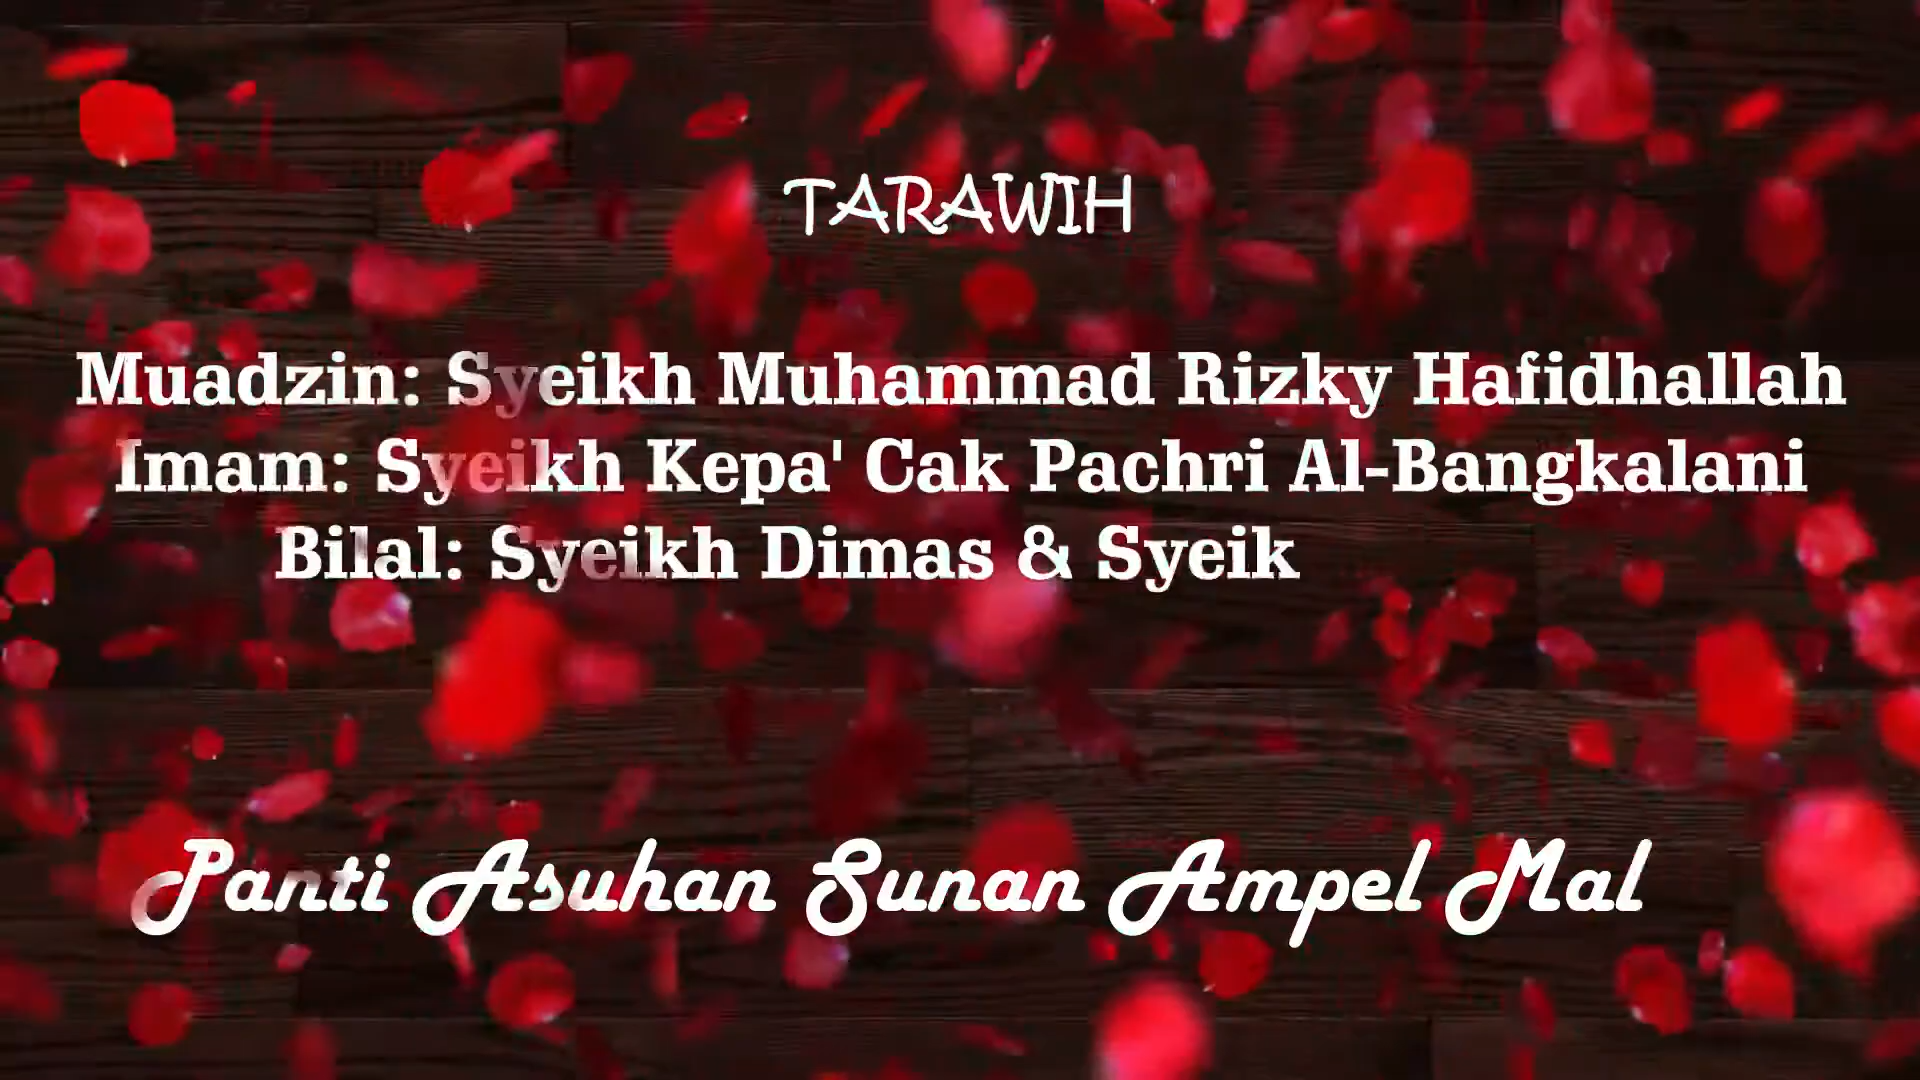 TARAWIH
Muadzin: Syeikh Muhammad Rizky Hafidhallah
Imam: Syeikh Kepa' Cak Pachri Al-Bangkalani
Bilal: Syeikh Dimas & Syeik
Panti Asuhan Sunan Ampel Mal